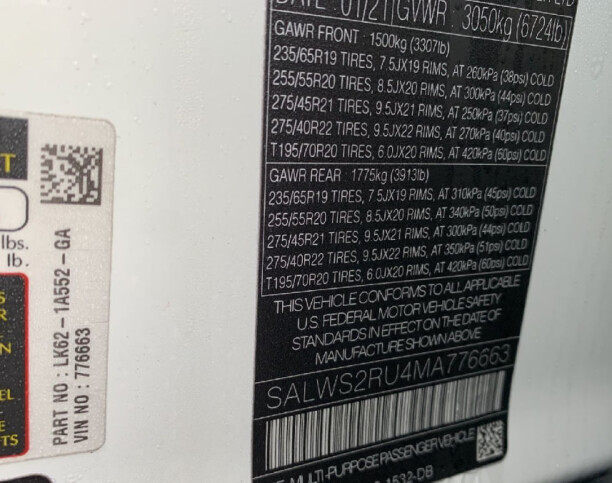 DATE : 01/21 GVWR : 3050kg (6724lb)
GAWR FRONT : 1500kg (3307lb)
235/65R19 TIRES, 7.5JX19 RIMS, AT 260kPa (38psi) COLD
255/55R20 TIRES, 8.5JX20 RIMS, AT 300kPa (44psi) COLD
275/45R21 TIRES, 9.5JX21 RIMS, AT 250kPa (37psi) COLD
275/40R22 TIRES, 9.5JX22 RIMS, AT 270kPa (40psi) COLD
T195/70R20 TIRES, 6.0JX20 RIMS, AT 420kPa (60psi) COLD
GAWR REAR : 1775kg (3913lb)
235/65R19 TIRES, 7.5JX19 RIMS, AT 310kPa (45psi) COLD
255/55R20 TIRES, 8.5JX20 RIMS, AT 340kPa (50psi) COLD
275/45R21 TIRES, 9.5JX21 RIMS, AT 300kPa (44psi) COLD
275/40R22 TIRES, 9.5JX22 RIMS, AT 350kPa (51psi) COLD
T195/70R20 TIRES, 6.0JX20 RIMS, AT 420kPa (60psi) COLD
THIS VEHICLE CONFORMS TO ALL APPLICABLE
U.S. FEDERAL MOTOR VEHICLE SAFETY
STANDARDS IN EFFECT ON THE DATE OF
MANUFACTURE SHOWN ABOVE
SALWS2RU4MA776663
MULTI-PURPOSE PASSENGER VEHICLE
1532-DB
PART NO : LK62-1A552-GA
VIN NO : 776663
lbs.
lb.